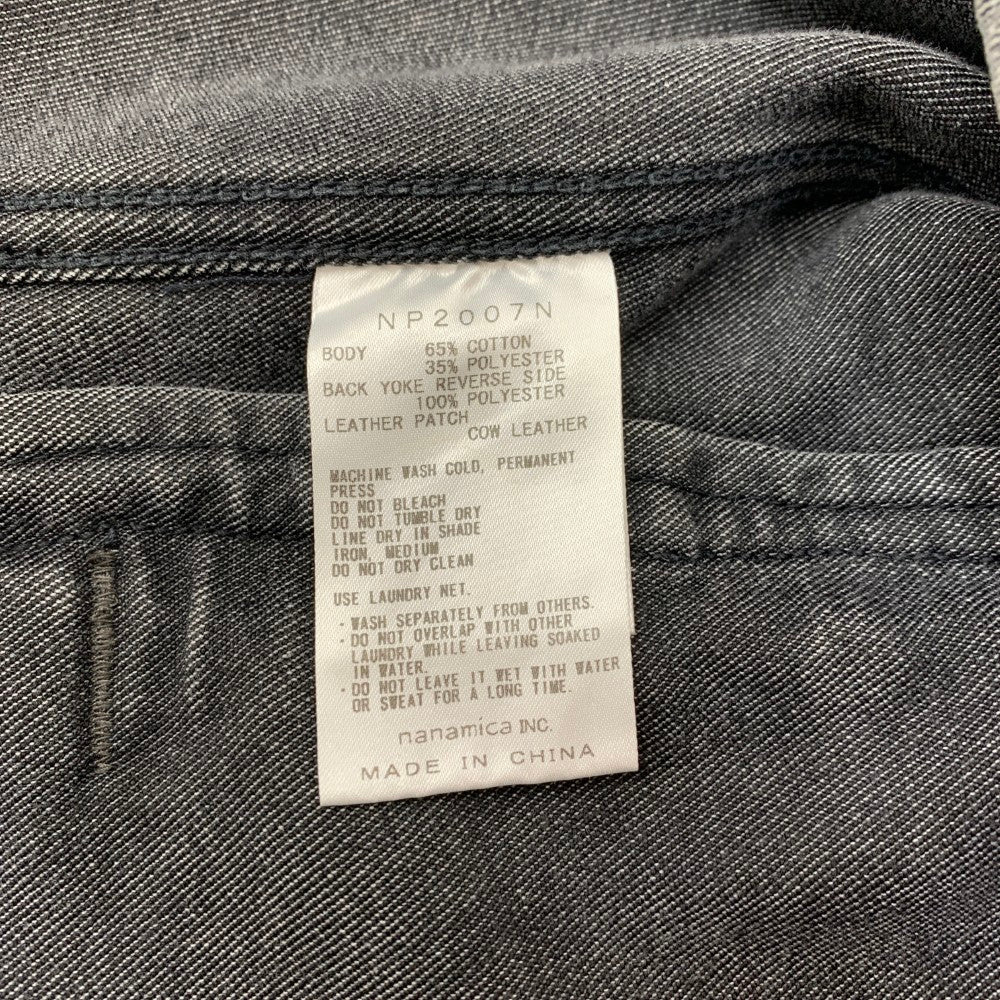 NP2007N
BODY 65% COTTON
35% POLYESTER
BACK YOKE REVERSE SIDE
100% POLYESTER
LEATHER PATCH
COW LEATHER
MACHINE WASH COLD, PERMANENT
PRESS
DO NOT BLEACH
DO NOT TUMBLE DRY
LINE DRY IN SHADE
IRON, MEDIUM
DO NOT DRY CLEAN
USE LAUNDRY NET.
・WASH SEPARATELY FROM OTHERS.
・DO NOT OVERLAP WITH OTHER
LAUNDRY WHILE LEAVING SOAKED
IN WATER.
・DO NOT LEAVE IT WET WITH WATER
OR SWEAT FOR A LONG TIME.
nanamica INC.
MADE IN CHINA